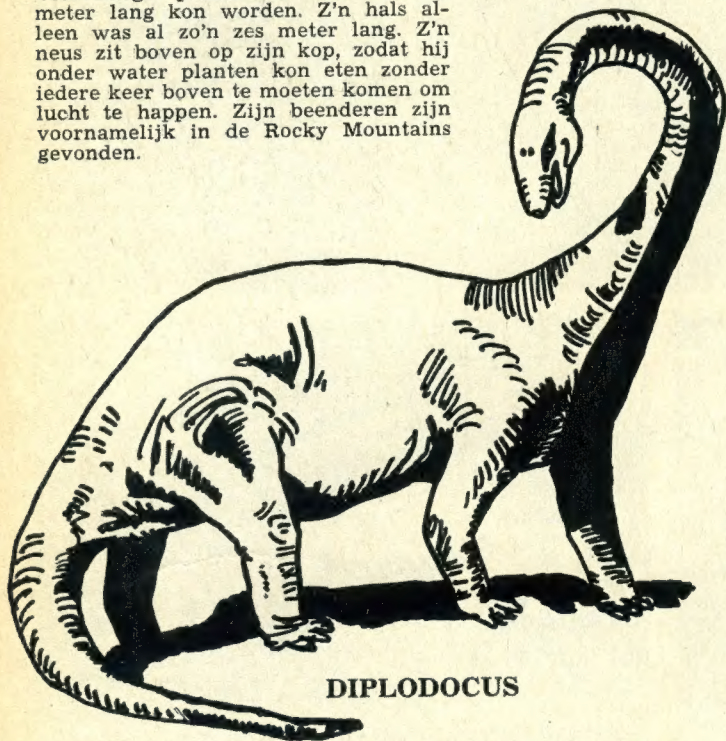 meter lang kon worden. Z'n hals al-
leen was al zo'n zes meter lang. Z'n
neus zit boven op zijn kop, zodat hij
onder water planten kon eten zonder
iedere keer boven te moeten komen om
lucht te happen. Zijn beenderen zijn
voornamelijk in de Rocky Mountains
gevonden.
DIPLODOCUS